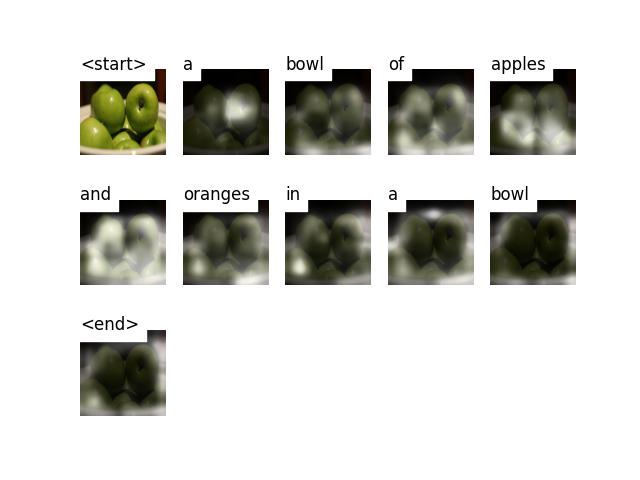 <start> a bowl of apples
and oranges in a bowl
<end>